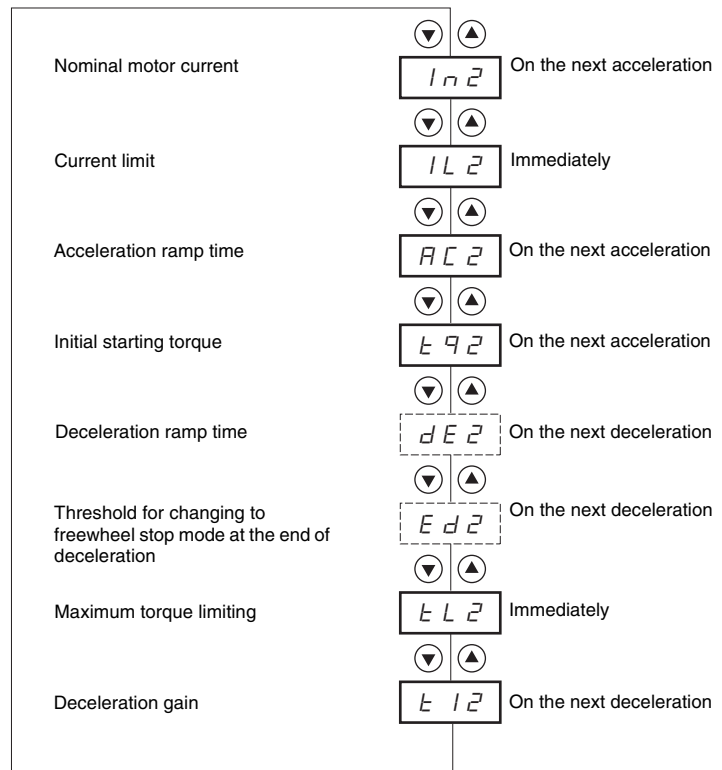 Nominal motor current In2 On the next acceleration
Current limit IL2 Immediately
Acceleration ramp time AC2 On the next acceleration
Initial starting torque tq2 On the next acceleration
Deceleration ramp time dE2 On the next deceleration
Threshold for changing to
freewheel stop mode at the end of
deceleration
Ed2 On the next deceleration
Maximum torque limiting tL2 Immediately
Deceleration gain tI2 On the next deceleration